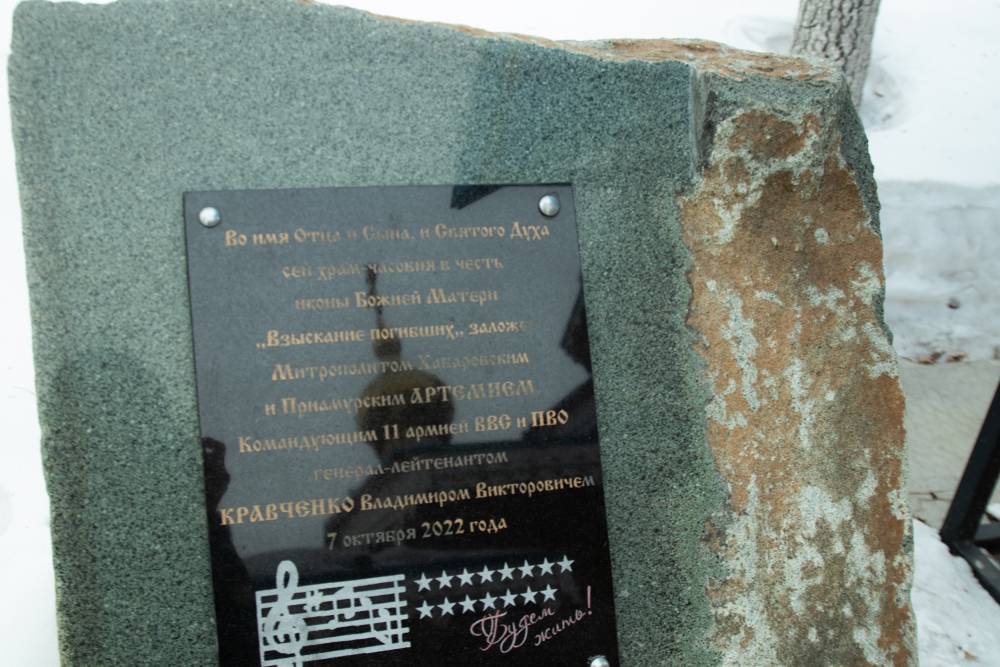 Во имя Отца и Сына, и Святого Духа
сей храм-часовня в честь
иконы Божией Матери
„Взыскание погибших„ заложен
Митрополитом Хабаровским
и Приамурским АРТЕМИЕМ
Командующим 11 армией ВВС и ПВО
генерал-лейтенантом
КРАВЧЕНКО Владимиром Викторовичем
7 октября 2022 года
Будем
жить!